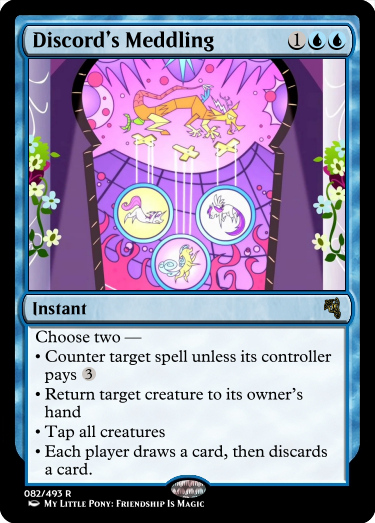 Discord's Meddling 1
Instant
Choose two —
• Counter target spell unless its controller
pays 3
• Return target creature to its owner's
hand
• Tap all creatures
• Each player draws a card, then discards
a card.
082/493 R
My Little Pony: Friendship Is Magic